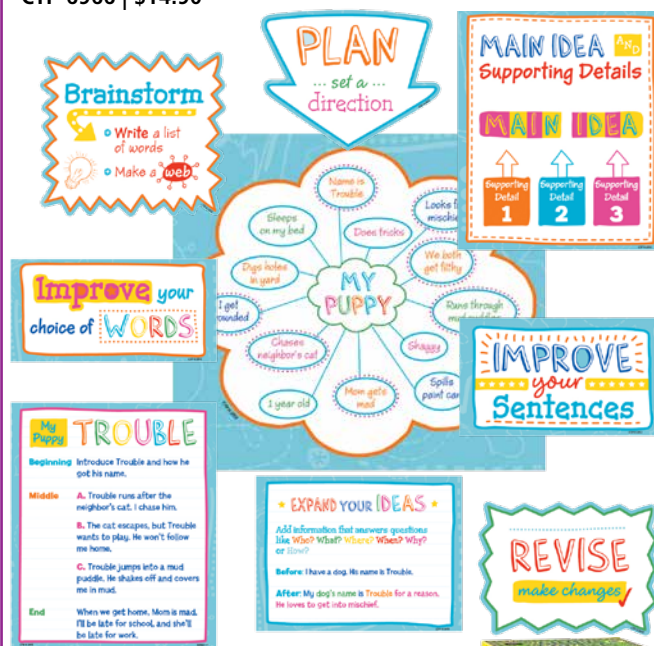 PLAN
... set a ...
direction
MAIN IDEA AND
Supporting Details
MAIN IDEA
Supporting Detail 1
Supporting Detail 2
Supporting Detail 3
Brainstorm
Write a list
of words
Make a web
Name is
Trouble
Sleeps
on my bed
Does tricks
Looks
We both
get filthy
Digs holes
in yard
MY
PUPPY
Runs through
I get
Chases
neighbor's cat
Shaggy
1 year old
Mom gets
mad
Spills
paint
Improve your
choice of WORDS
IMPROVE
your
Sentences
My
Puppy
TROUBLE
Beginning Introduce Trouble and how he
got his name.
Middle A. Trouble runs after the
neighbor's cat. I chase him.
B. The cat escapes, but Trouble
wants to play. He won't follow
me home.
C. Trouble jumps into a mud
puddle. He shakes off and covers
me in mud.
End When we get home, Mom is mad,
I'll be late for school, and she'll
be late for work.
EXPAND YOUR IDEAS
Add information that answers questions
like Who? What? Where? When? Why?
or How?
Before: I have a dog. His name is Trouble.
After: My dog's name is Trouble for a reason.
He loves to get into mischief.
REVISE
make changes